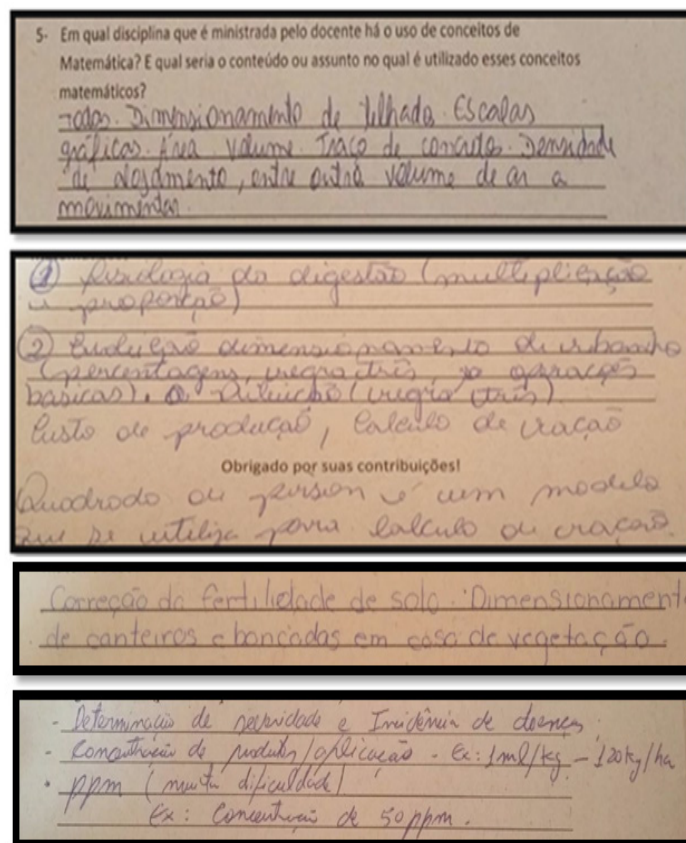 5- Em qual disciplina que é ministrada pelo docente há o uso de conceitos de
Matemática? E qual seria o conteúdo ou assunto no qual é utilizado esses conceitos
matemáticos?
Todas. Dimensionamento de telhado. Escalas
gráficas. Área volume. Traço de concreto. Densidade
de alojamento, entre outros volume de ar a
movimentar.
① fisiologia da digestão (multiplicação
e proporção)
② Evolução dimensionamento de rebanho
(percentagens, regra três, operações
basicas). Diluição (regra três).
Custo de produção, Calculo de ração
Obrigado por suas contribuições!
Quadrado de pearson é um modelo
que se utiliza para calculo de ração.
Correção da fertilidade de solo. Dimensionament
de canteiros e bancadas em casa de vegetação.
- Determinação de severidade e Incidência de doenças
- Concentração de produtos/aplicação - Ex: 1ml/kg - 120kg/ha
· ppm (muita dificuldade)
Ex: Concentração de 50 ppm.